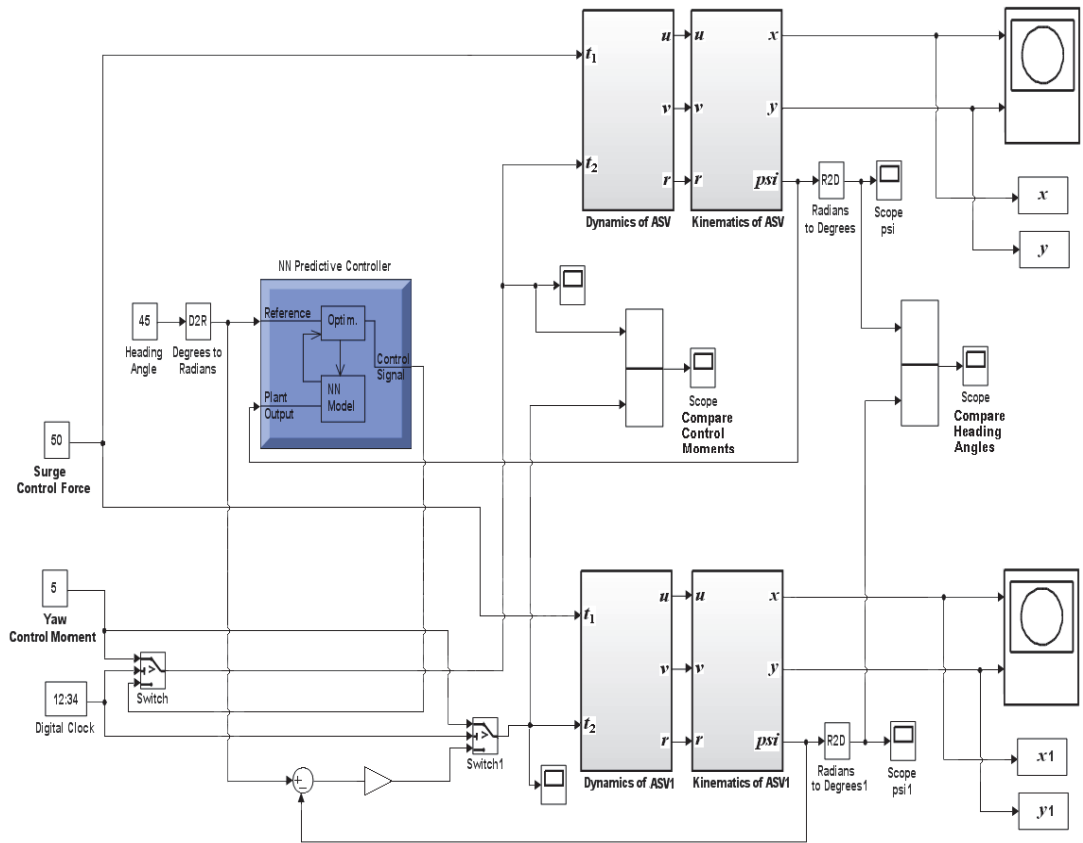 u u x
t1
v v y
t2
r r psi
R2D
Dynamics of ASV
Kinematics of ASV
Radians
to Degrees
Scope
psi
x
y
NN Predictive Controller
45
Heading
Angle
D2R
Degrees to
Radians
Reference
Optim.
Control
Signal
Plant
Output
NN
Model
Scope
Compare
Control
Moments
Scope
Compare
Heading
Angles
50
Surge
Control Force
5
Yaw
Control Moment
12:34
Digital Clock
>
Switch
>
Switch1
+
−
u u x
t1
v v y
t2
r r psi
R2D
Dynamics of ASV1
Kinematics of ASV1
Radians
to Degrees1
Scope
psi1
x1
y1